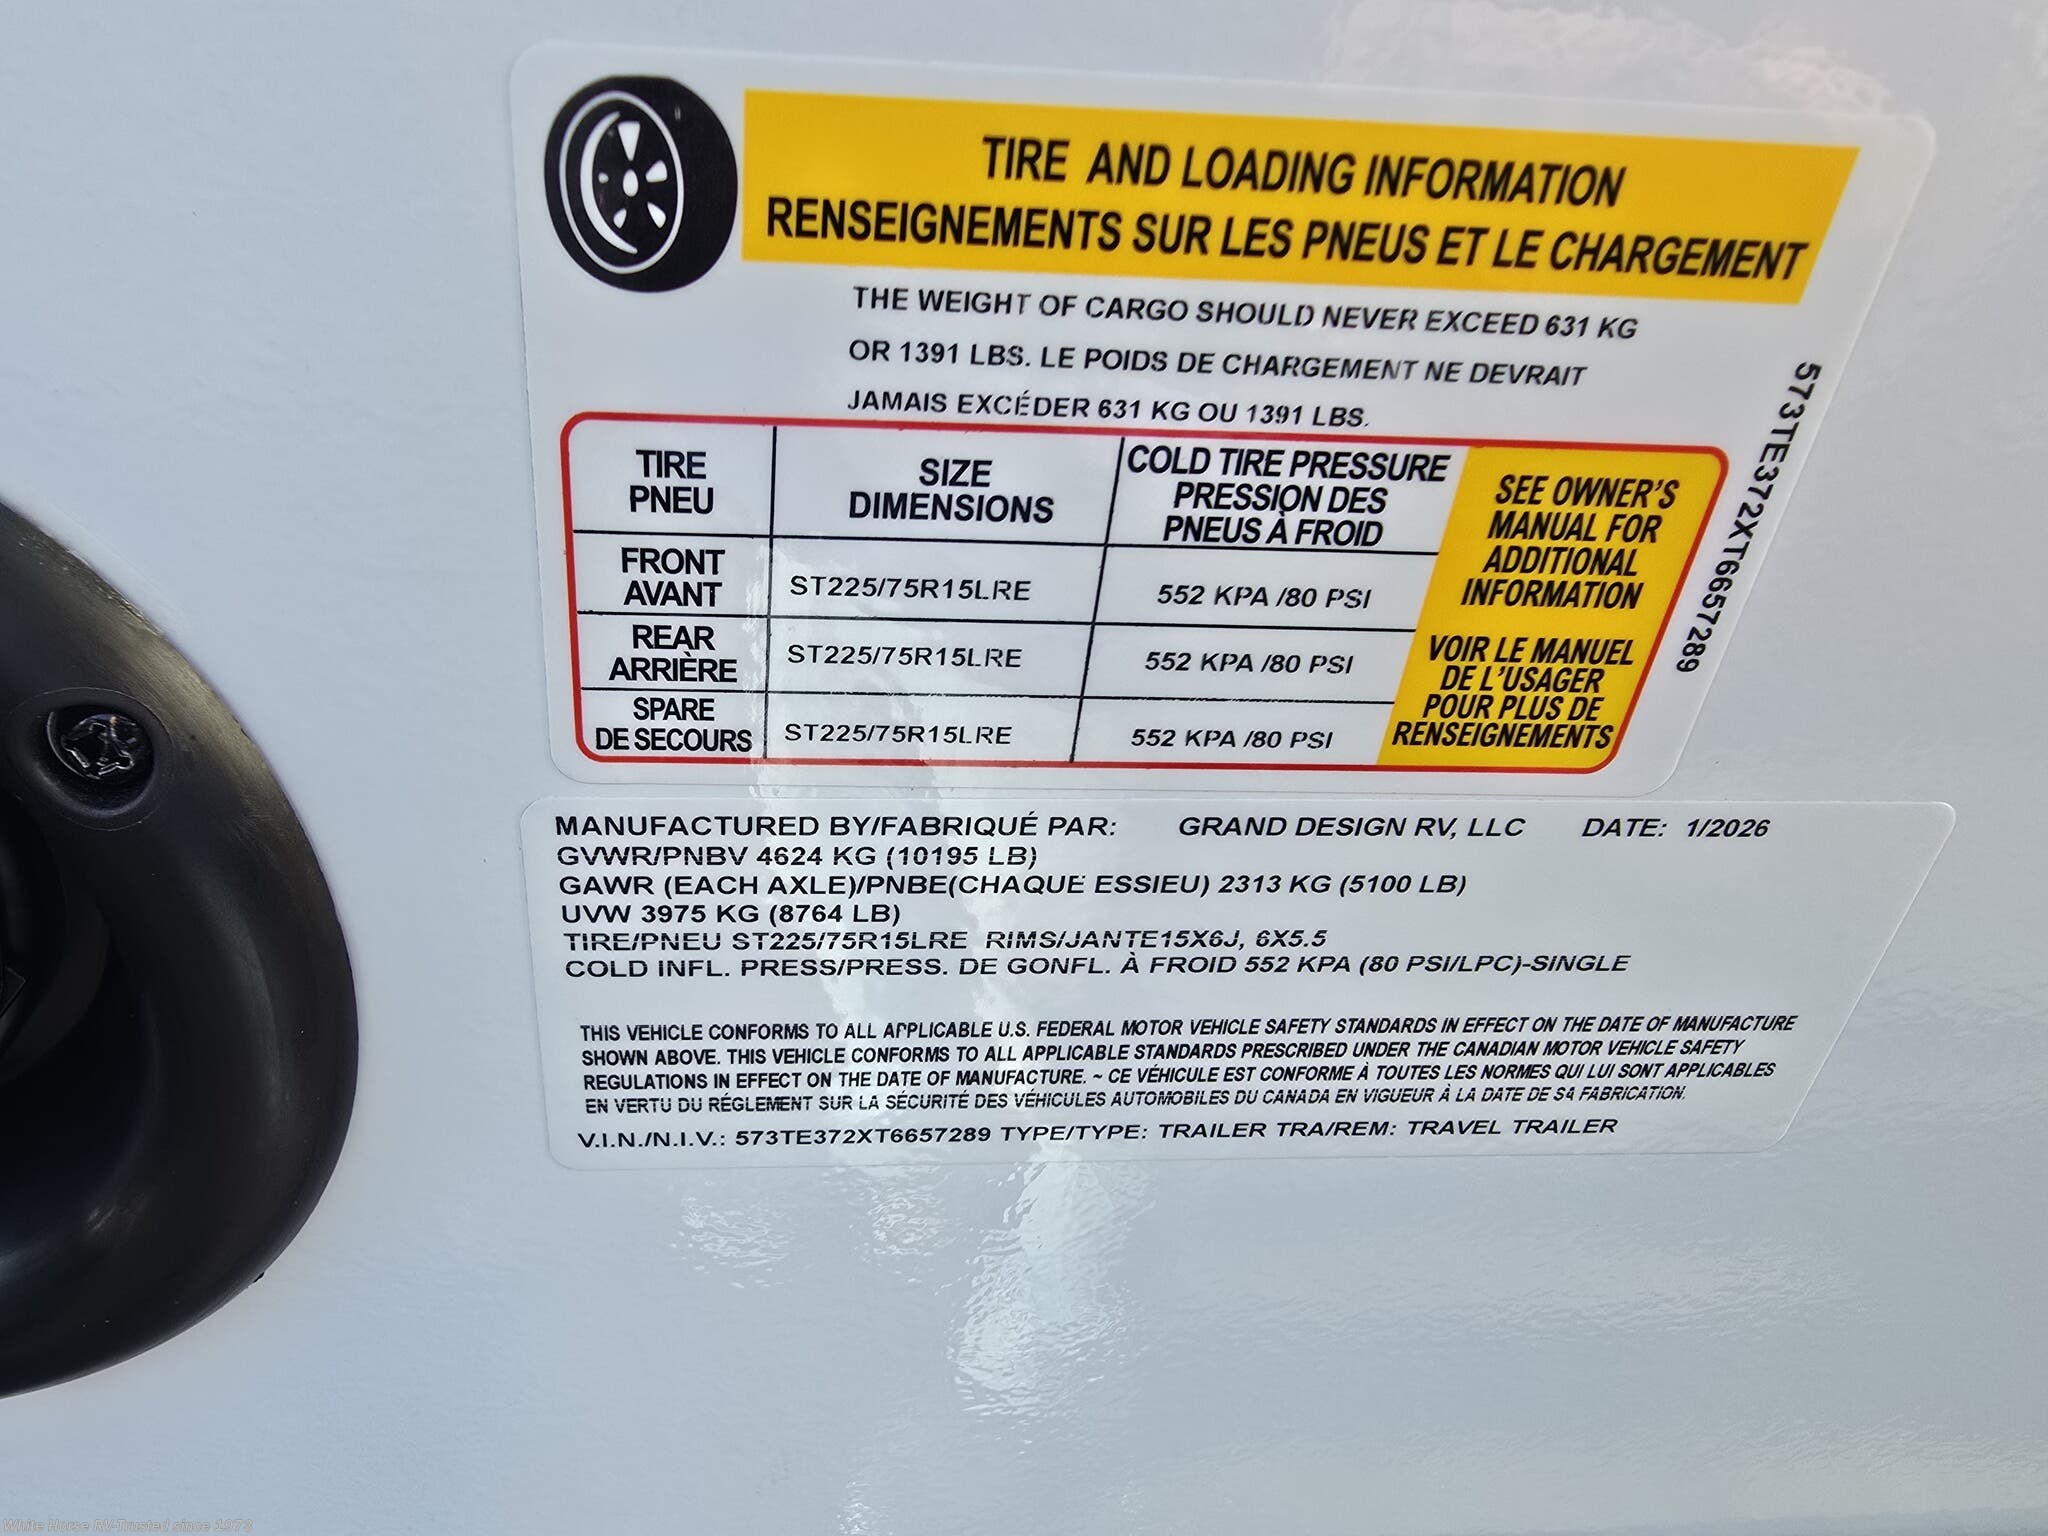 TIRE AND LOADING INFORMATION
RENSEIGNEMENTS SUR LES PNEUS ET LE CHARGEMENT
THE WEIGHT OF CARGO SHOULD NEVER EXCEED 631 KG
OR 1391 LBS. LE POIDS DE CHARGEMENT NE DEVRAIT
JAMAIS EXCÉDER 631 KG OU 1391 LBS.
TIRE
PNEU
SIZE
DIMENSIONS
COLD TIRE PRESSURE
PRESSION DES
PNEUS À FROID
FRONT
AVANT
ST225/75R15LRE
552 KPA /80 PSI
REAR
ARRIÈRE
ST225/75R15LRE
552 KPA /80 PSI
SPARE
DE SECOURS
ST225/75R15LRE
552 KPA /80 PSI
SEE OWNER'S
MANUAL FOR
ADDITIONAL
INFORMATION
VOIR LE MANUEL
DE L'USAGER
POUR PLUS DE
RENSEIGNEMENTS
573TE372XT6657289
MANUFACTURED BY/FABRIQUÉ PAR: GRAND DESIGN RV, LLC DATE: 1/2026
GVWR/PNBV 4624 KG (10195 LB)
GAWR (EACH AXLE)/PNBE(CHAQUE ESSIEU) 2313 KG (5100 LB)
UVW 3975 KG (8764 LB)
TIRE/PNEU ST225/75R15LRE RIMS/JANTE15X6J, 6X5.5
COLD INFL. PRESS/PRESS. DE GONFL. À FROID 552 KPA (80 PSI/LPC)-SINGLE
THIS VEHICLE CONFORMS TO ALL APPLICABLE U.S. FEDERAL MOTOR VEHICLE SAFETY STANDARDS IN EFFECT ON THE DATE OF MANUFACTURE
SHOWN ABOVE. THIS VEHICLE CONFORMS TO ALL APPLICABLE STANDARDS PRESCRIBED UNDER THE CANADIAN MOTOR VEHICLE SAFETY
REGULATIONS IN EFFECT ON THE DATE OF MANUFACTURE. ~ CE VÉHICULE EST CONFORME À TOUTES LES NORMES QUI LUI SONT APPLICABLES
EN VERTU DU RÉGLEMENT SUR LA SÉCURITÉ DES VÉHICULES AUTOMOBILES DU CANADA EN VIGUEUR À LA DATE DE SA FABRICATION.
V.I.N./N.I.V.: 573TE372XT6657289 TYPE/TYPE: TRAILER TRA/REM: TRAVEL TRAILER
White Horse RV-Trusted since 1973